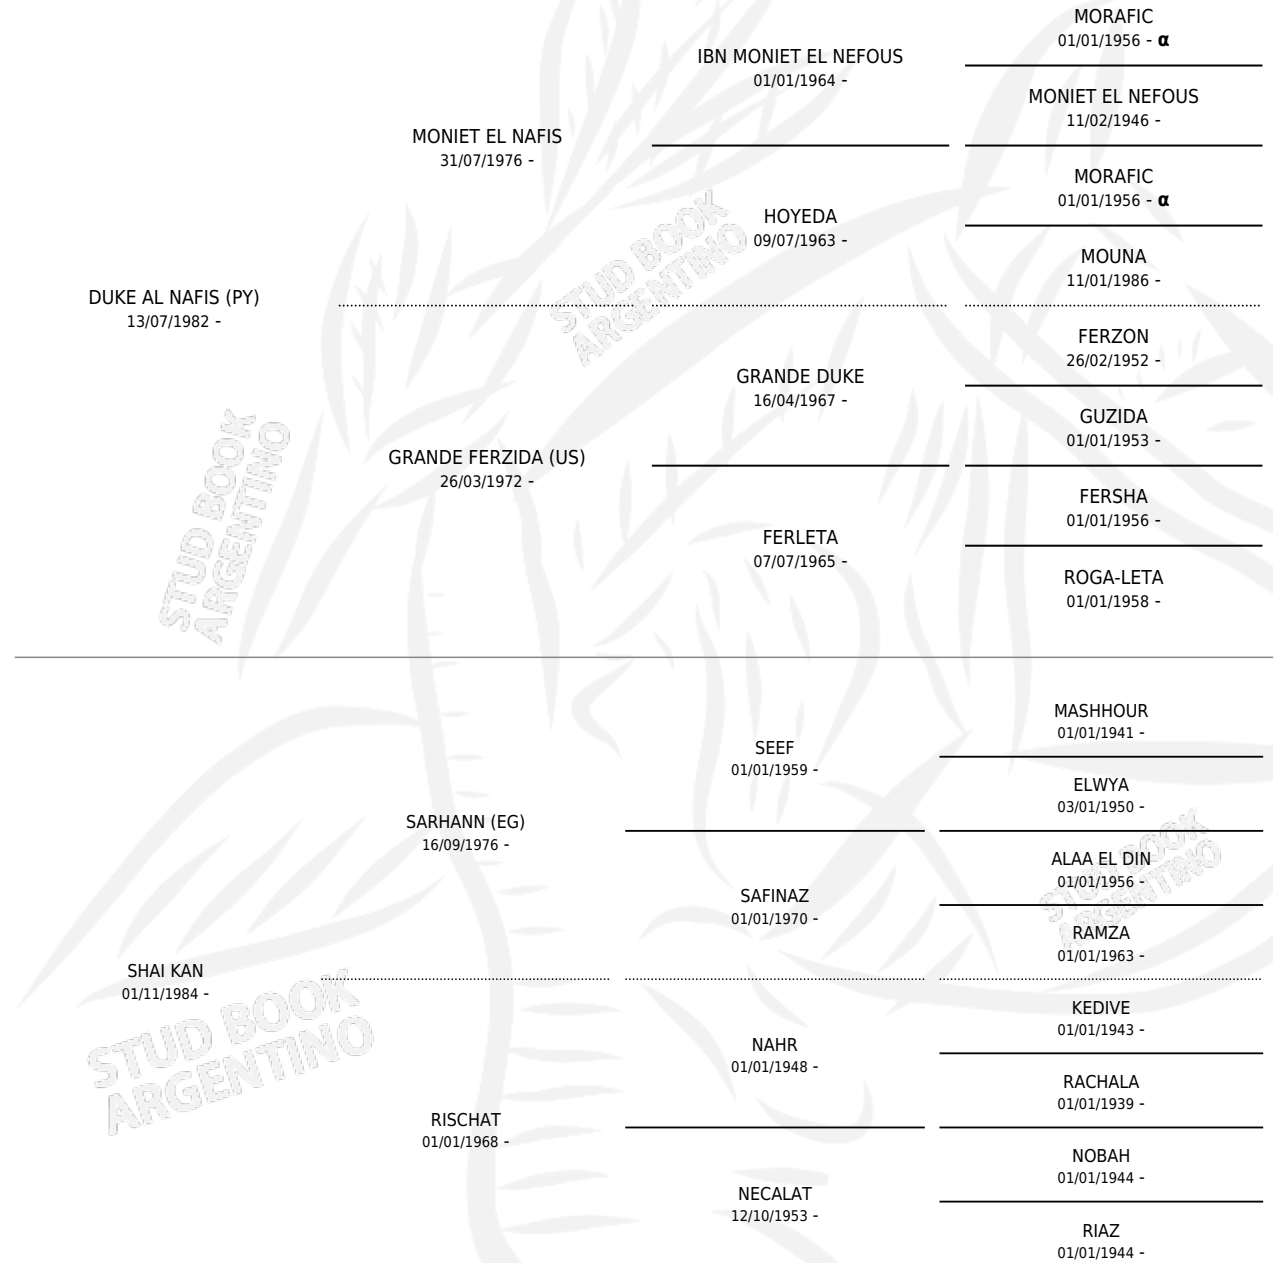 MORAFIC
01/01/1956 - α
IBN MONIET EL NEFOUS
01/01/1964 -
MONIET EL NEFOUS
11/02/1946 -
MONIET EL NAFIS
31/07/1976 -
MORAFIC
01/01/1956 - α
HOYEDA
09/07/1963 -
MOUNA
11/01/1986 -
DUKE AL NAFIS (PY)
13/07/1982 -
FERZON
26/02/1952 -
GRANDE DUKE
16/04/1967 -
GUZIDA
01/01/1953 -
GRANDE FERZIDA (US)
26/03/1972 -
FERSHA
01/01/1956 -
FERLETA
07/07/1965 -
ROGA-LETA
01/01/1958 -
MASHHOUR
01/01/1941 -
SEEF
01/01/1959 -
ELWYA
03/01/1950 -
SARHANN (EG)
16/09/1976 -
ALAA EL DIN
01/01/1956 -
SAFINAZ
01/01/1970 -
RAMZA
01/01/1963 -
SHAI KAN
01/11/1984 -
KEDIVE
01/01/1943 -
NAHR
01/01/1948 -
RACHALA
01/01/1939 -
RISCHAT
01/01/1968 -
NOBAH
01/01/1944 -
NECALAT
12/10/1953 -
RIAZ
01/01/1944 -
STUD BOOK
ARGENTINO
STUD BOOK
ARGENTINO
STUD BOOK
ARGENTINO
STUD BOOK
ARGENTINO